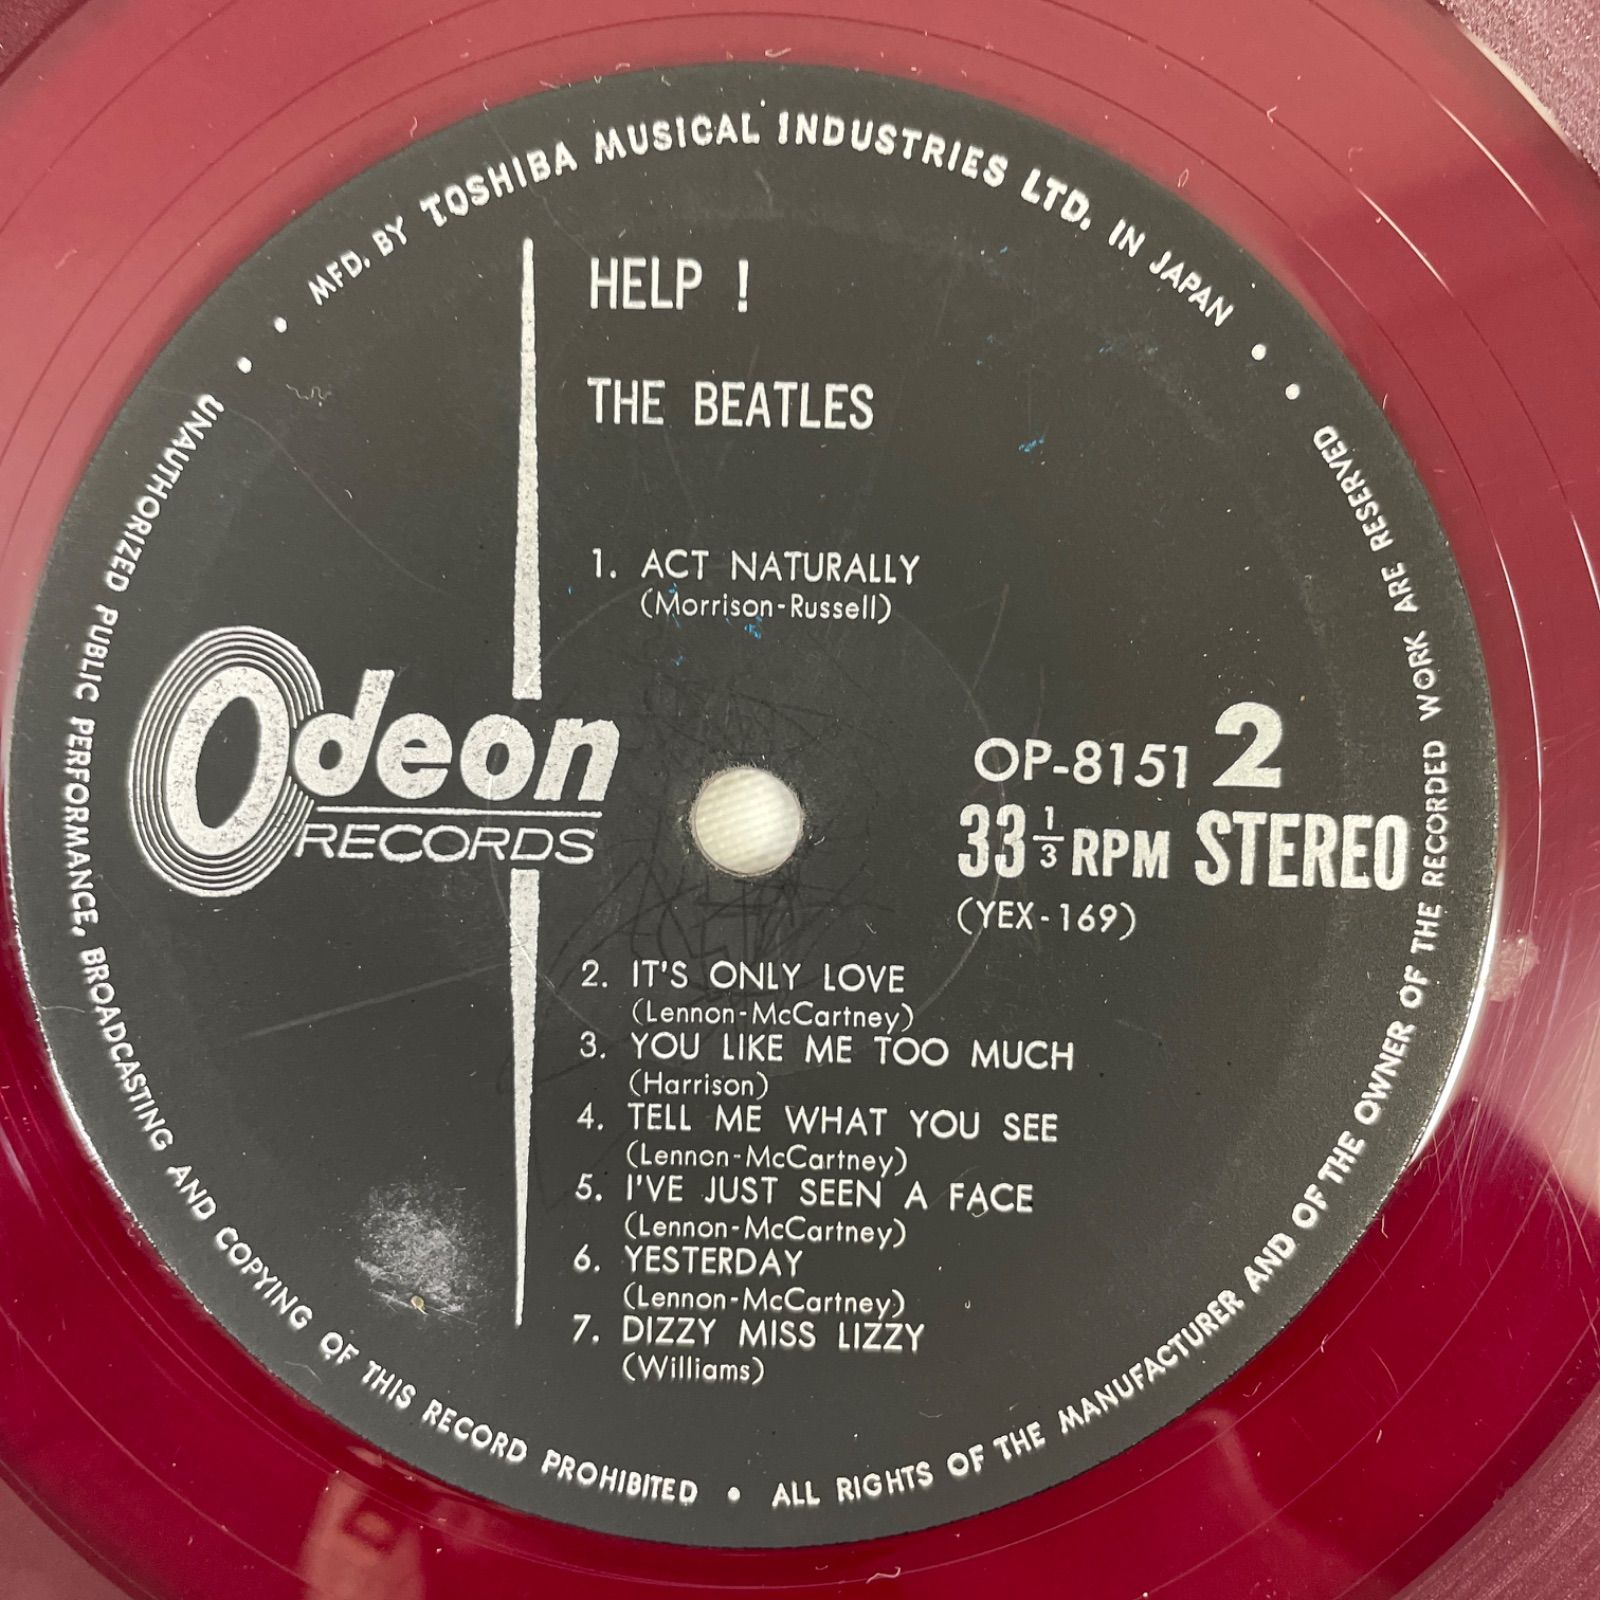 MFD. BY TOSHIBA MUSICAL INDUSTRIES LTD. IN JAPAN
HELP !
THE BEATLES
1. ACT NATURALLY
(Morrison-Russell)
Odeon
RECORDS
OP-8151 2
33 1/3 RPM STEREO
(YEX-169)
2. IT'S ONLY LOVE
(Lennon-McCartney)
3. YOU LIKE ME TOO MUCH
(Harrison)
4. TELL ME WHAT YOU SEE
(Lennon-McCartney)
5. I'VE JUST SEEN A FACE
(Lennon-McCartney)
6. YESTERDAY
(Lennon-McCartney)
7. DIZZY MISS LIZZY
(Williams)
UNAUTHORIZED PUBLIC PERFORMANCE, BROADCASTING AND COPYING OF THIS RECORD PROHIBITED • ALL RIGHTS OF THE MANUFACTURER AND OF THE OWNER OF THE RECORDED WORK ARE RESERVED